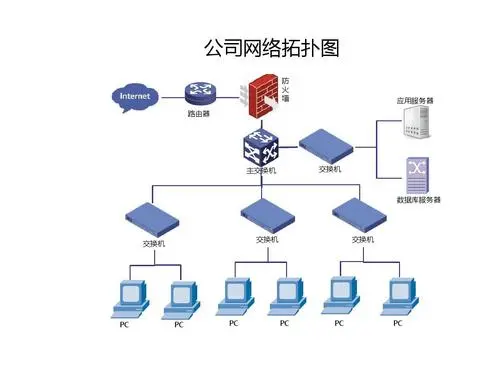 公司网络拓扑图
Internet
路由器
防火墙
主交换机
交换机
应用服务器
数据库服务器
交换机
交换机
交换机
PC
PC
PC
PC
PC
PC